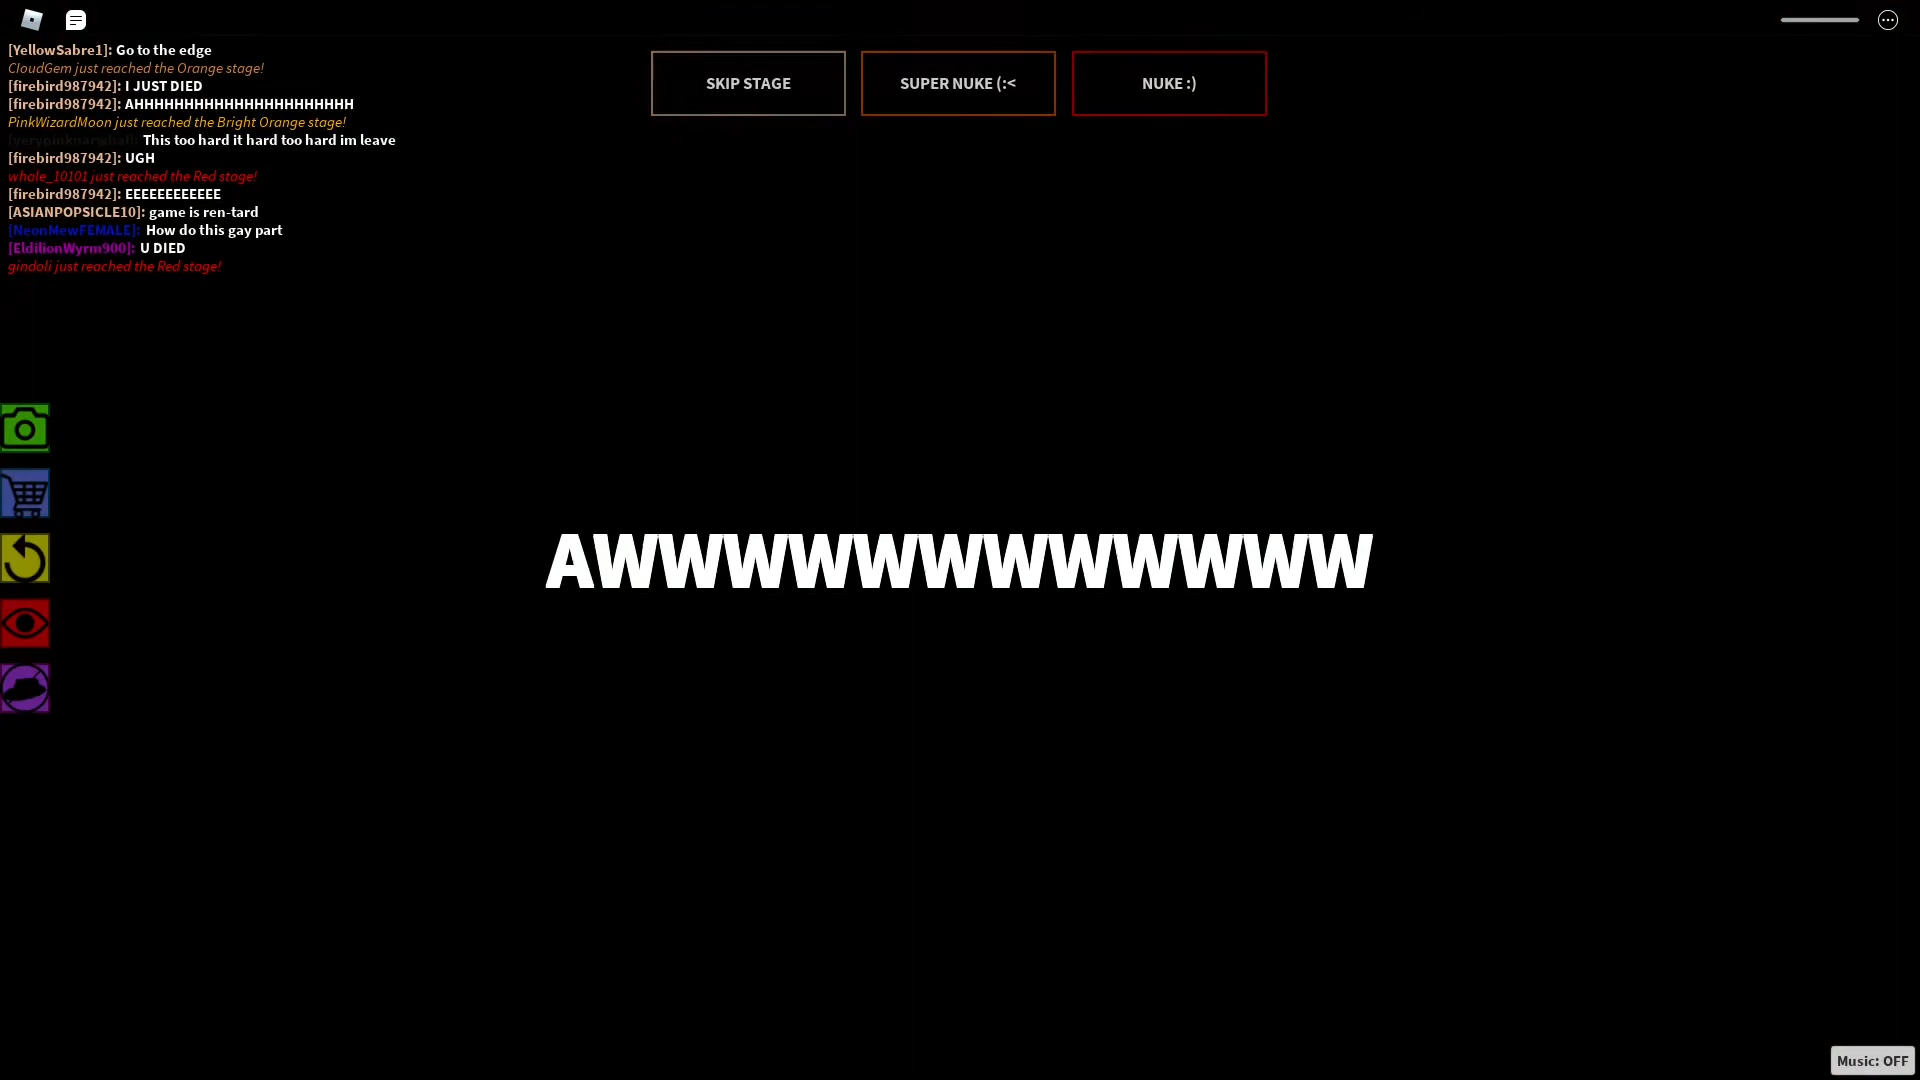 [YellowSabre1]: Go to the edge
CloudGem just reached the Orange stage!
[firebird987942]: I JUST DIED
[firebird987942]: AHHHHHHHHHHHHHHHHHHHHHH
PinkWizardMoon just reached the Bright Orange stage!
[verypinknarwhal]: This too hard it hard too hard im leave
[firebird987942]: UGH
whale_10101 just reached the Red stage!
[firebird987942]: EEEEEEEEEEEE
[ASIANPOPSICLE10]: game is ren-tard
[NeonMewFEMALE]: How do this gay part
[EldilionWyrm900]: U DIED
gindoli just reached the Red stage!
SKIP STAGE
SUPER NUKE (:<
NUKE :)
AWWWWWWWWWWWW
Music: OFF